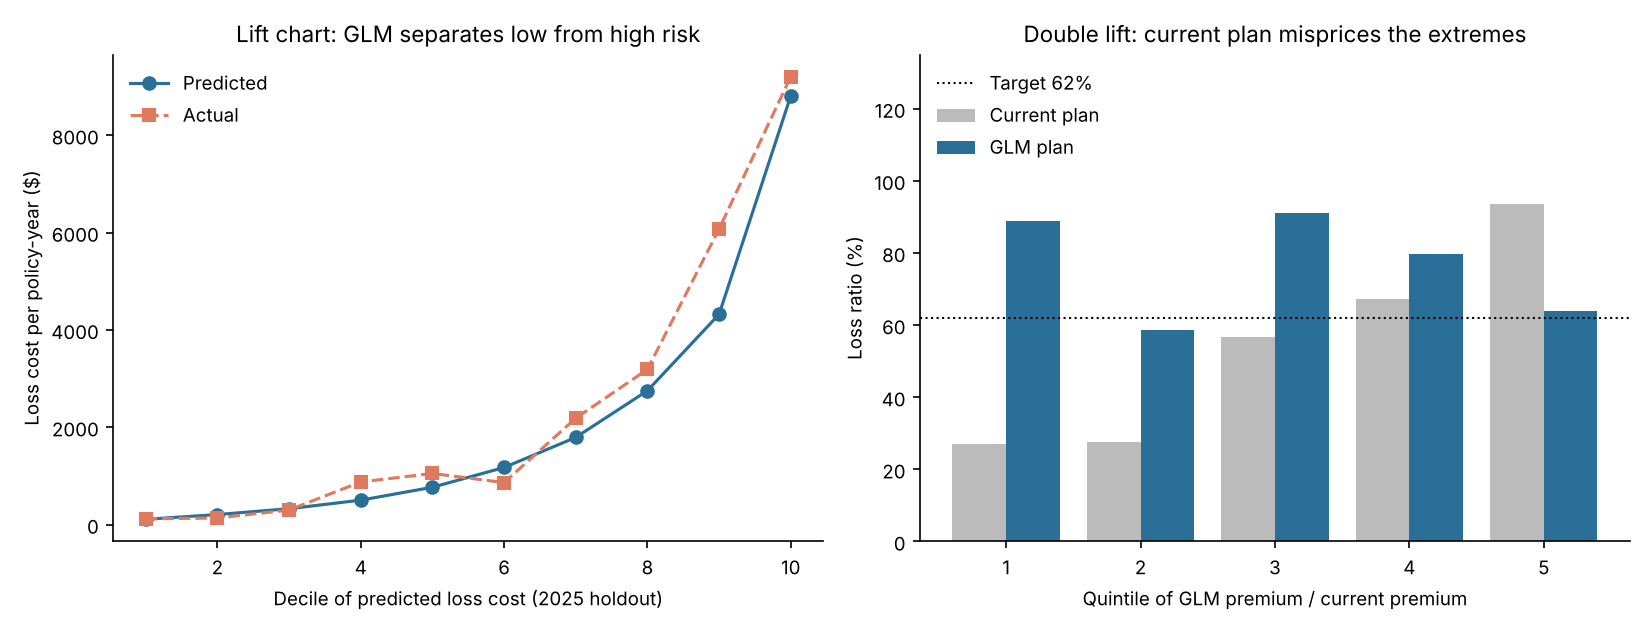 Lift chart: GLM separates low from high risk
Predicted
Actual
Loss cost per policy-year ($)
8000
6000
4000
2000
0
2
4
6
8
10
Decile of predicted loss cost (2025 holdout)
Double lift: current plan misprices the extremes
Target 62%
Current plan
GLM plan
Loss ratio (%)
120
100
80
60
40
20
0
1
2
3
4
5
Quintile of GLM premium / current premium